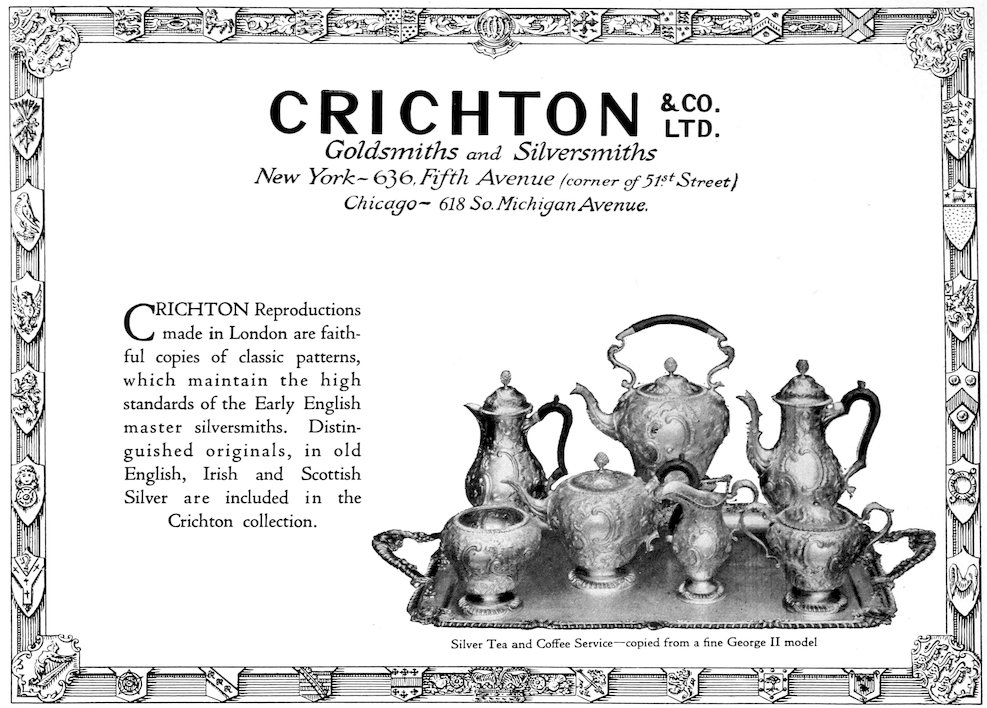 CRICHTON & CO. LTD.
Goldsmiths and Silversmiths
New York~ 636, Fifth Avenue (corner of 51st Street)
Chicago~ 618 So. Michigan Avenue.
CRICHTON Reproductions
made in London are faith-
ful copies of classic patterns,
which maintain the high
standards of the Early English
master silversmiths. Distin-
guished originals, in old
English, Irish and Scottish
Silver are included in the
Crichton collection.
Silver Tea and Coffee Service—copied from a fine George II model